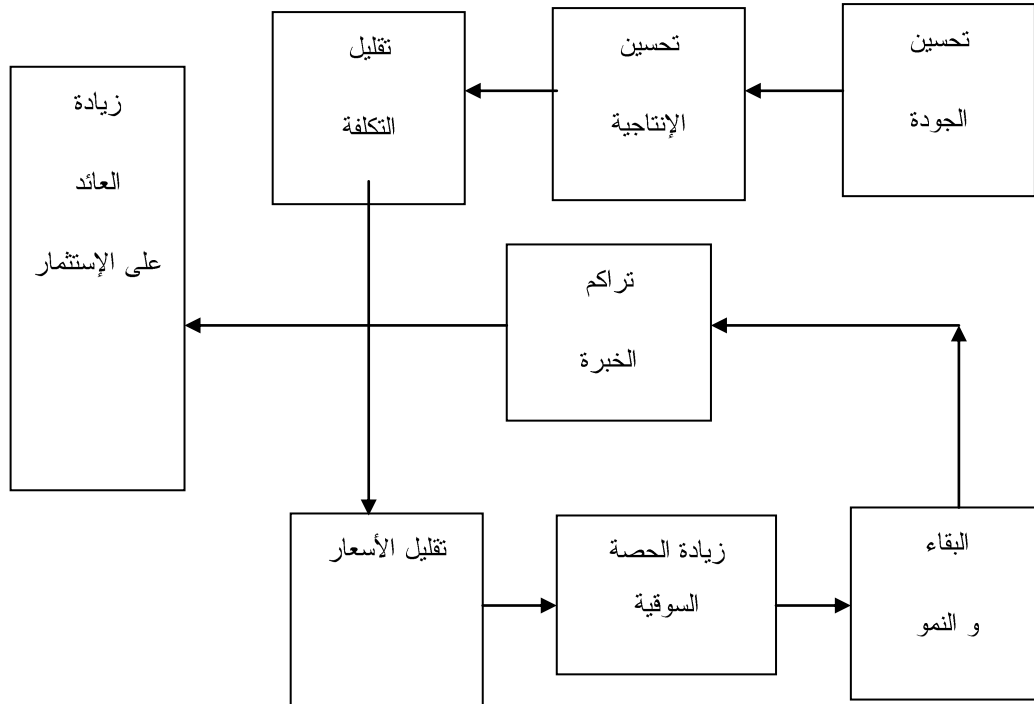 تحسين
الجودة
تحسين
الإنتاجية
تقليل
التكلفة
زيادة
العائد
على الإستثمار
تراكم
الخبرة
تقليل الأسعار
زيادة الحصة
السوقية
البقاء
و النمو